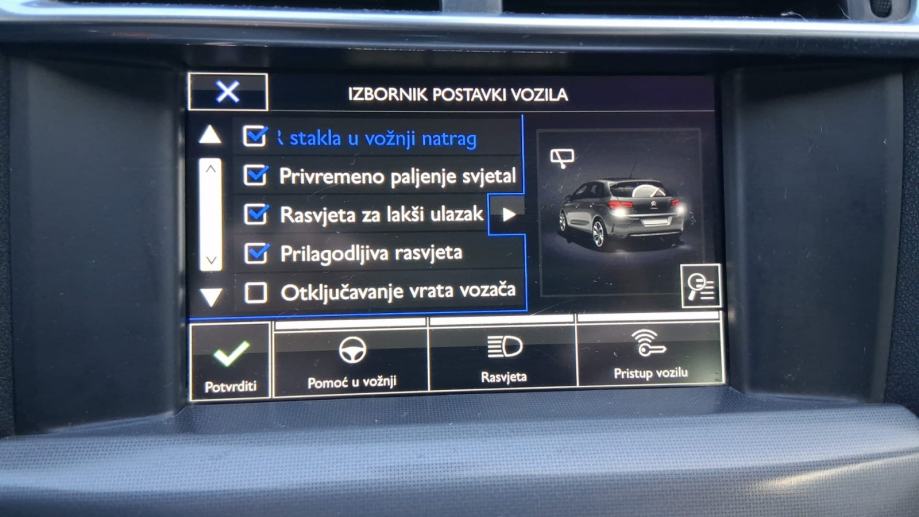 IZBORNIK POSTAVKI VOZILA
stakla u vožnji natrag
Privremeno paljenje svjetal
Rasvjeta za lakši ulazak
Prilagodljiva rasvjeta
Otključavanje vrata vozača
Potvrditi
Pomoć u vožnji
Rasvjeta
Pristup vozilu